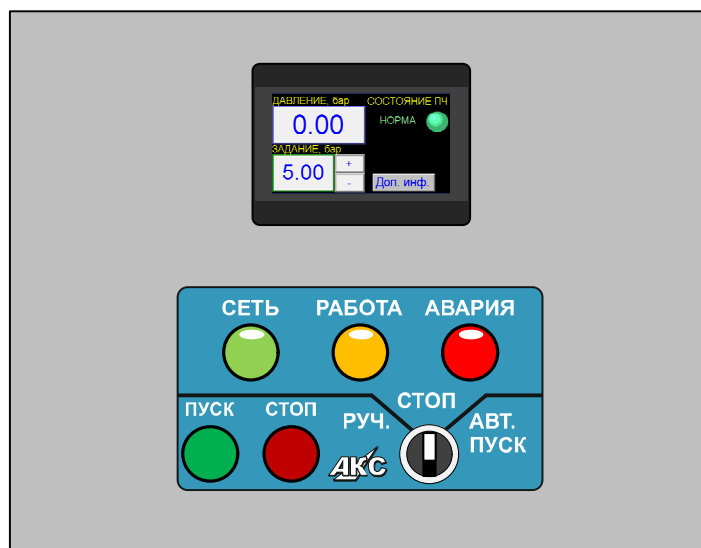 ДАВЛЕНИЕ, бар
СОСТОЯНИЕ ПЧ
0.00
НОРМА
ЗАДАНИЕ, бар
5.00
+
-
Доп. инф.
СЕТЬ
РАБОТА
АВАРИЯ
ПУСК
СТОП
РУЧ.
СТОП
АВТ.
ПУСК
АКС